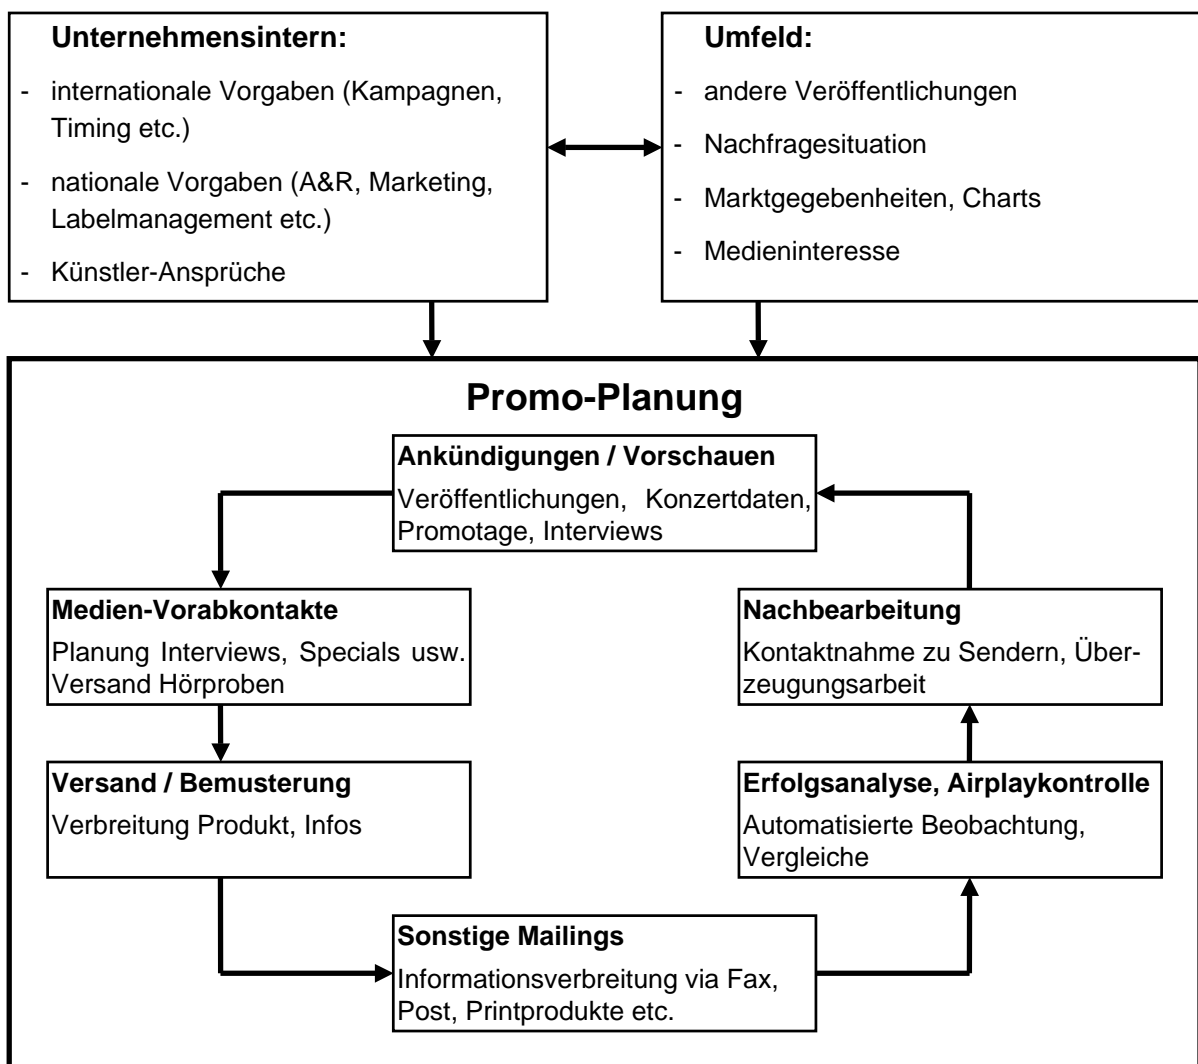 Unternehmensintern:
- internationale Vorgaben (Kampagnen,
Timing etc.)
- nationale Vorgaben (A&R, Marketing,
Labelmanagement etc.)
- Künstler-Ansprüche
Umfeld:
- andere Veröffentlichungen
- Nachfragesituation
- Marktgegebenheiten, Charts
- Medieninteresse
Promo-Planung
Ankündigungen / Vorschauen
Veröffentlichungen, Konzertdaten,
Promotage, Interviews
Medien-Vorabkontakte
Planung Interviews, Specials usw.
Versand Hörproben
Versand / Bemusterung
Verbreitung Produkt, Infos
Sonstige Mailings
Informationsverbreitung via Fax,
Post, Printprodukte etc.
Erfolgsanalyse, Airplaykontrolle
Automatisierte Beobachtung,
Vergleiche
Nachbearbeitung
Kontaktnahme zu Sendern, Über-
zeugungsarbeit